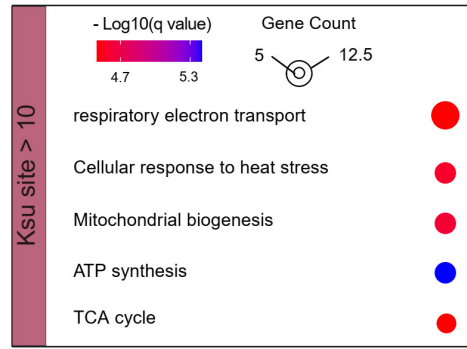 - Log10(q value)
4.7 5.3
Gene Count
5 12.5
Ksu site > 10
respiratory electron transport
Cellular response to heat stress
Mitochondrial biogenesis
ATP synthesis
TCA cycle